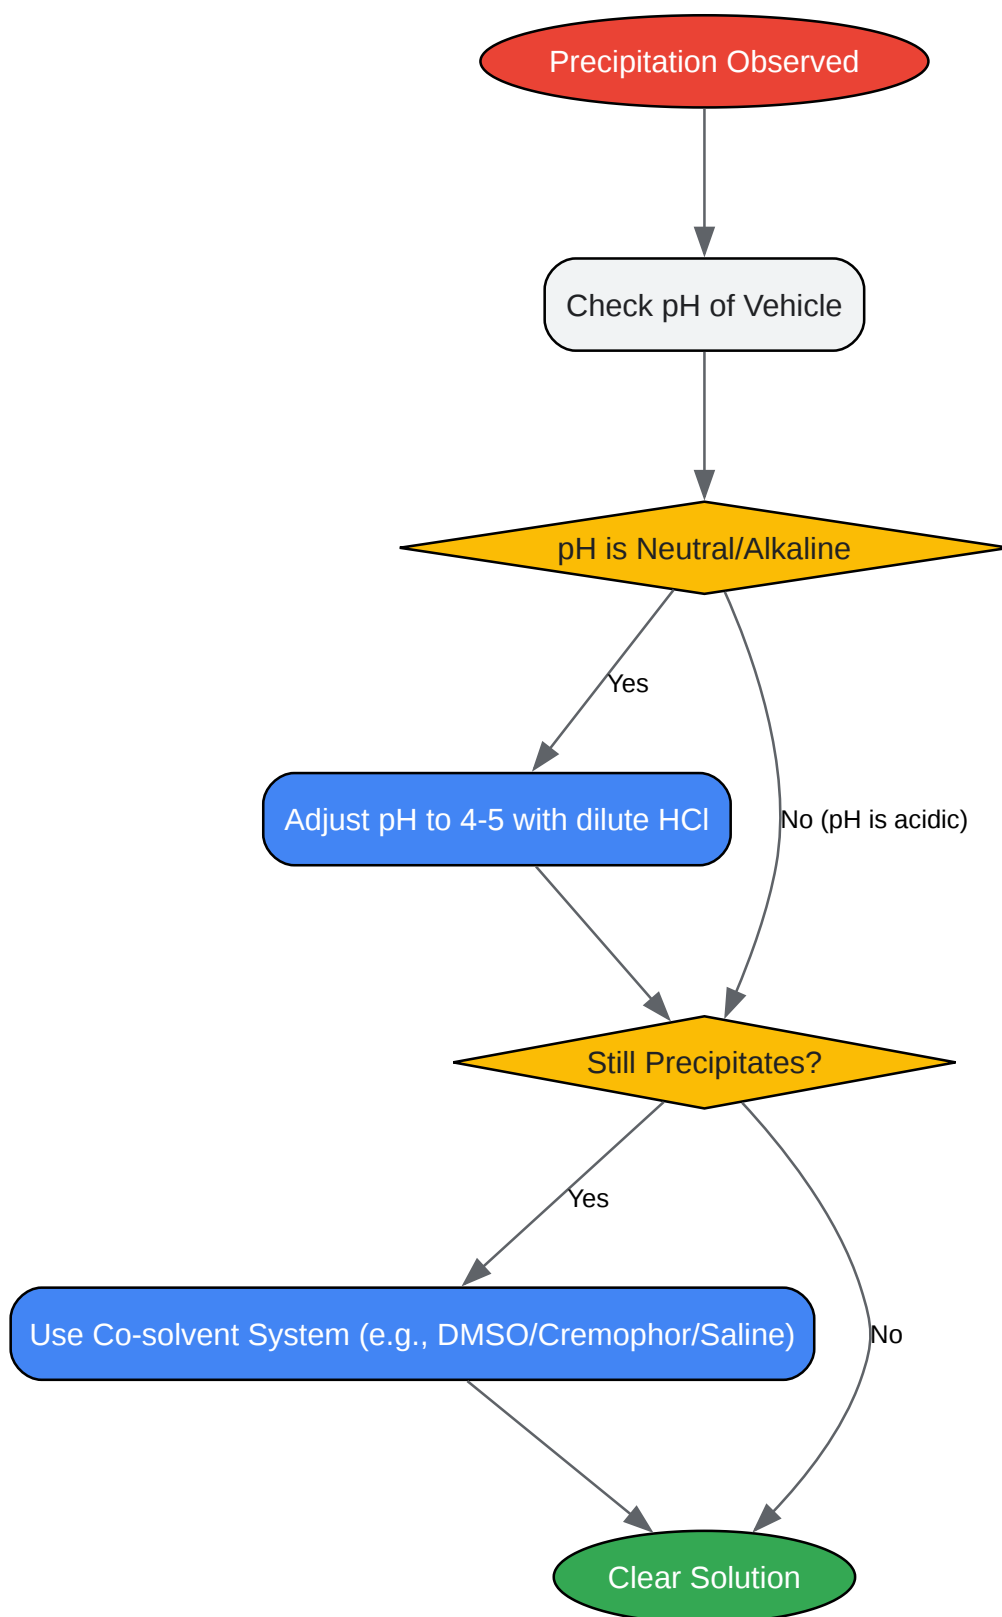 Precipitation Observed
Check pH of Vehicle
pH is Neutral/Alkaline
Yes
Adjust pH to 4-5 with dilute HCl
No (pH is acidic)
Still Precipitates?
Yes
Use Co-solvent System (e.g., DMSO/Cremophor/Saline)
No
Clear Solution